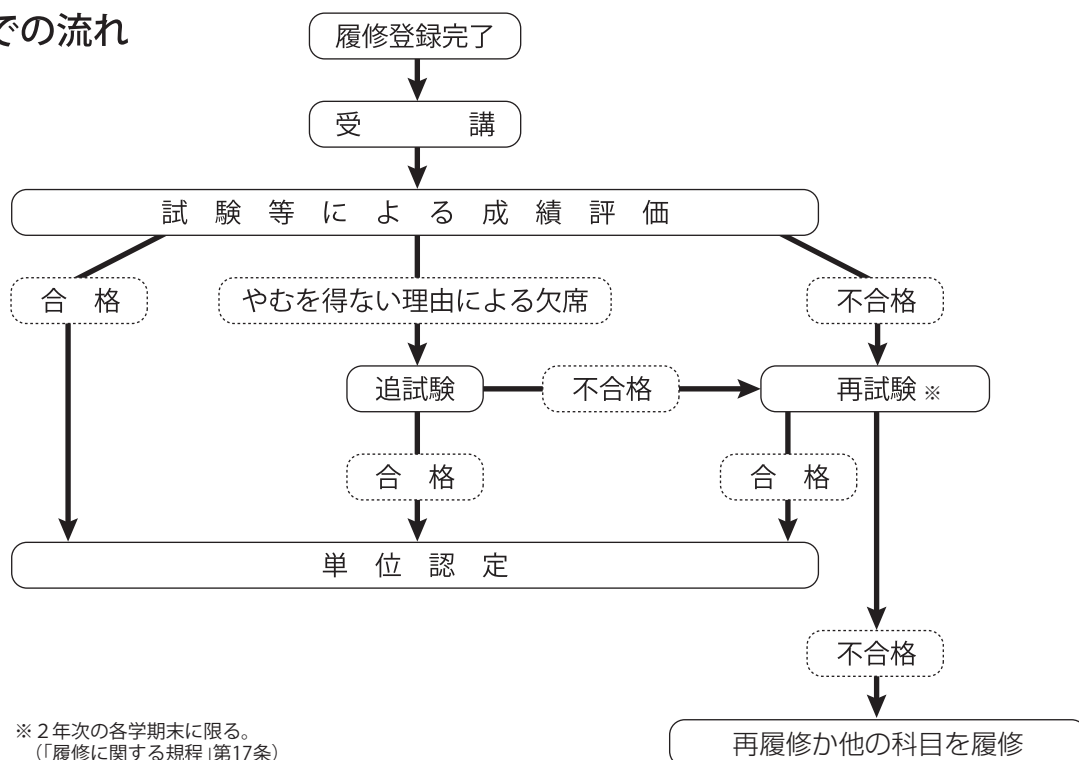 での流れ
履修登録完了
受　　　　講
試　験　等　に　よ　る　成　績　評　価
合　格
やむを得ない理由による欠席
不合格
追試験
不合格
再試験 ※
合　格
合　格
単　位　認　定
不合格
※２年次の各学期末に限る。
（「履修に関する規程」第17条）
再履修か他の科目を履修